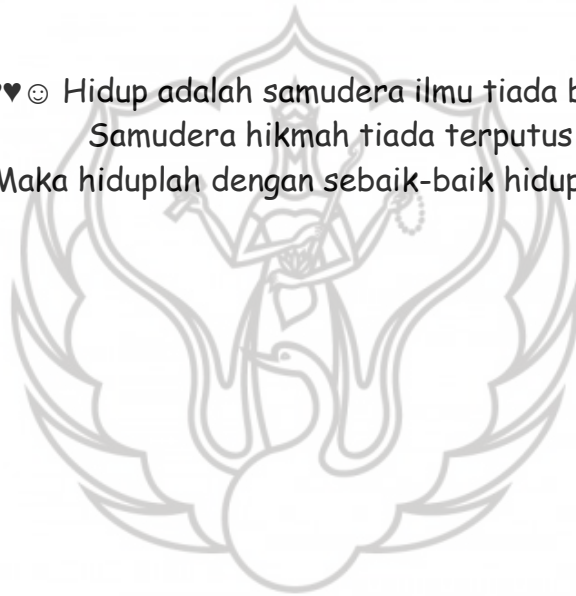 ♥☺ Hidup adalah samudera ilmu tiada
Samudera hikmah tiada terputus
Maka hiduplah dengan sebaik-baik hidup